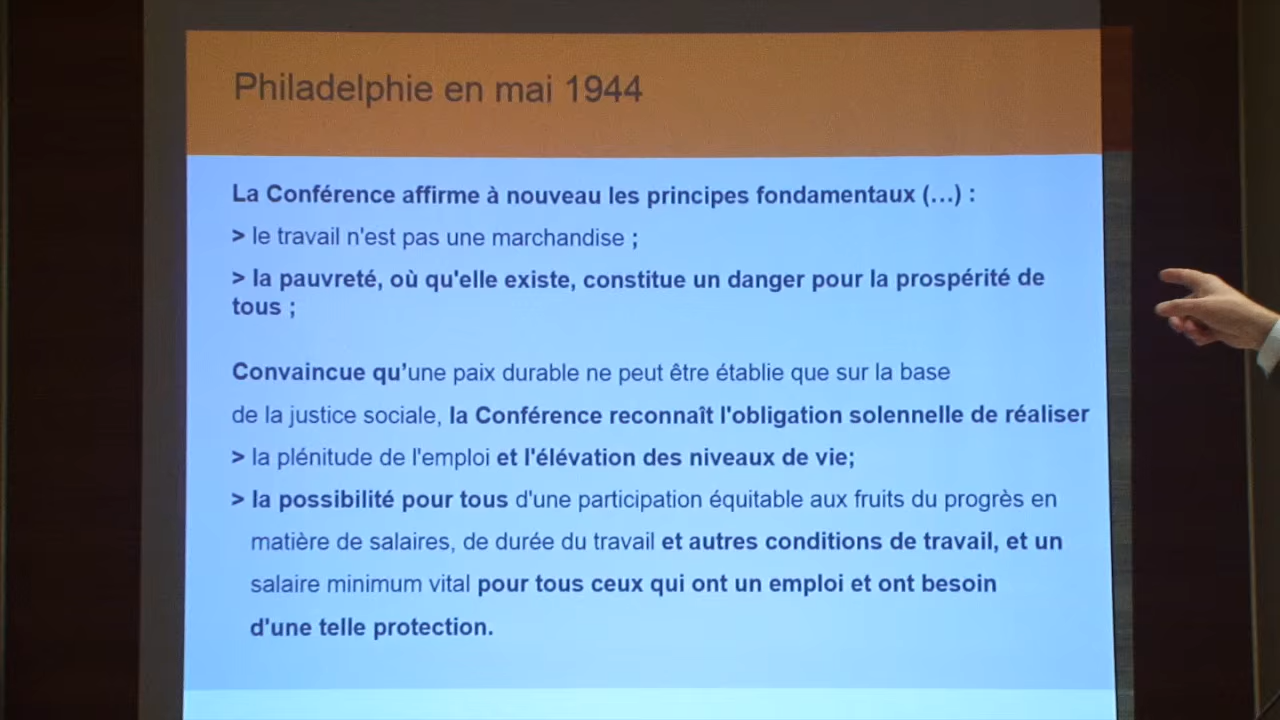 Philadelphie en mai 1944
La Conférence affirme à nouveau les principes fondamentaux (...) :
> le travail n'est pas une marchandise ;
> la pauvreté, où qu'elle existe, constitue un danger pour la prospérité de
tous ;
Convaincue qu'une paix durable ne peut être établie que sur la base
de la justice sociale, la Conférence reconnaît l'obligation solennelle de réaliser
> la plénitude de l'emploi et l'élévation des niveaux de vie;
> la possibilité pour tous d'une participation équitable aux fruits du progrès en
matière de salaires, de durée du travail et autres conditions de travail, et un
salaire minimum vital pour tous ceux qui ont un emploi et ont besoin
d'une telle protection.